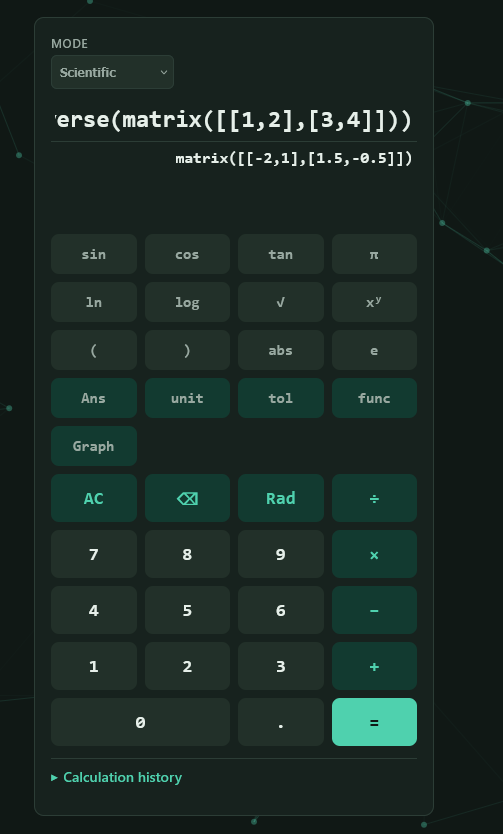 MODE
Scientific
erse(matrix([[1,2],[3,4]]))
matrix([[-2,1],[1.5,-0.5]])
sin cos tan π
ln log √ xʸ
( ) abs e
Ans unit tol func
Graph
AC ⌫ Rad ÷
7 8 9 ×
4 5 6 −
1 2 3 +
0 . =
▸ Calculation history